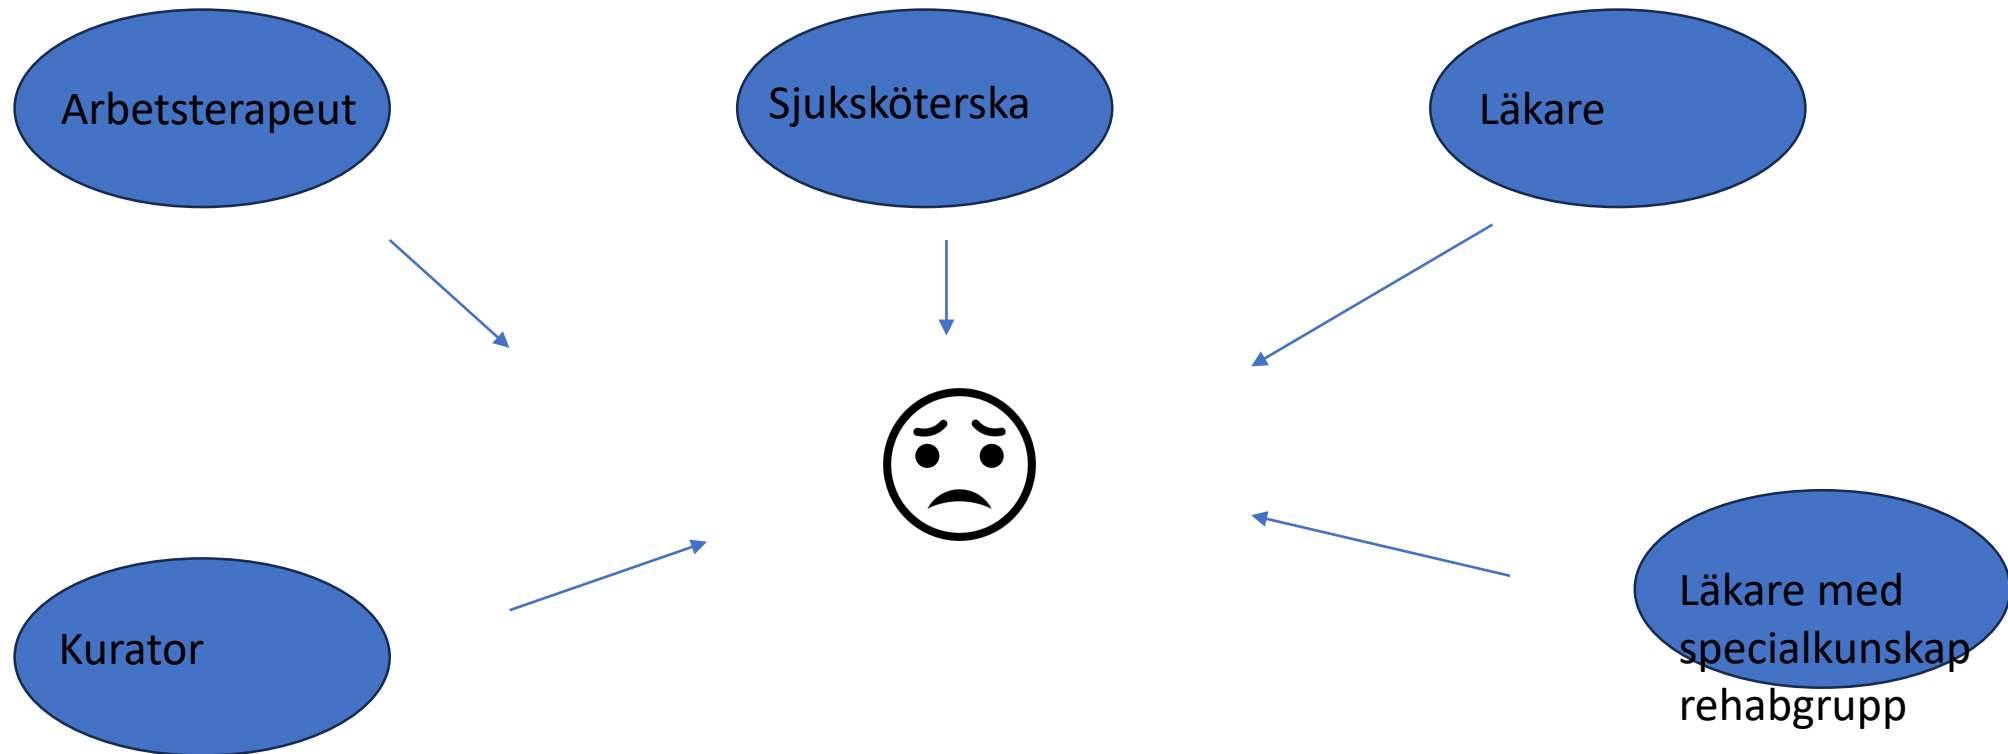 Arbetsterapeut
Sjuksköterska
Läkare
Kurator
Läkare med
specialkunskap
rehabgrupp